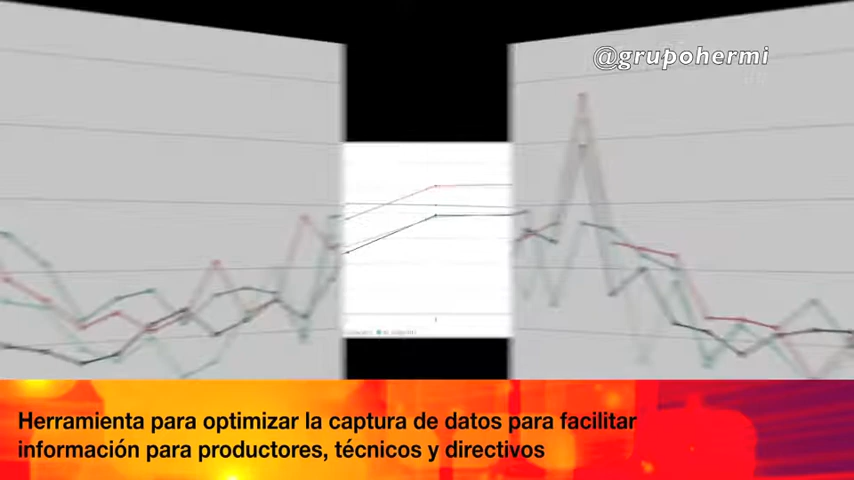 @grupohermi
Herramienta para optimizar la captura de datos para facilitar
información para productores, técnicos y directivos